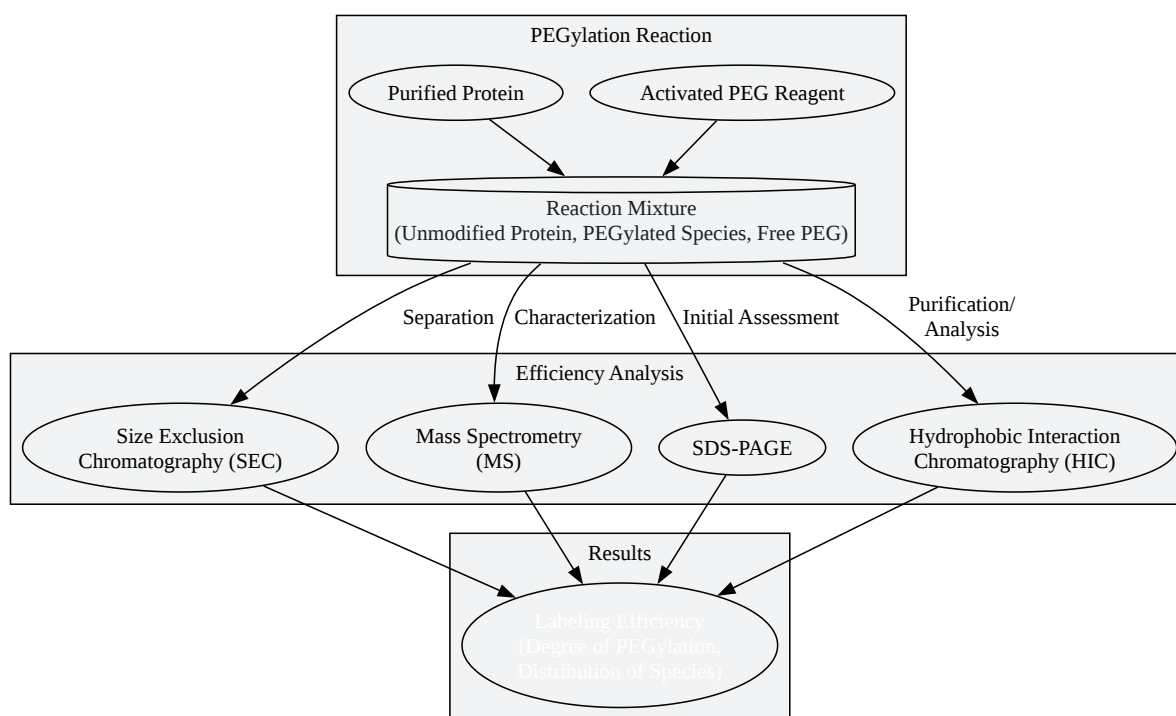 PEGylation Reaction
Purified Protein
Activated PEG Reagent
Reaction Mixture
(Unmodified Protein, PEGylated Species, Free PEG)
Separation
Characterization
Initial Assessment
Purification/
Analysis
Efficiency Analysis
Size Exclusion
Chromatography (SEC)
Mass Spectrometry
(MS)
SDS-PAGE
Hydrophobic Interaction
Chromatography (HIC)
Results
Labeling Efficiency
(Degree of PEGylation,
Distribution of Species)